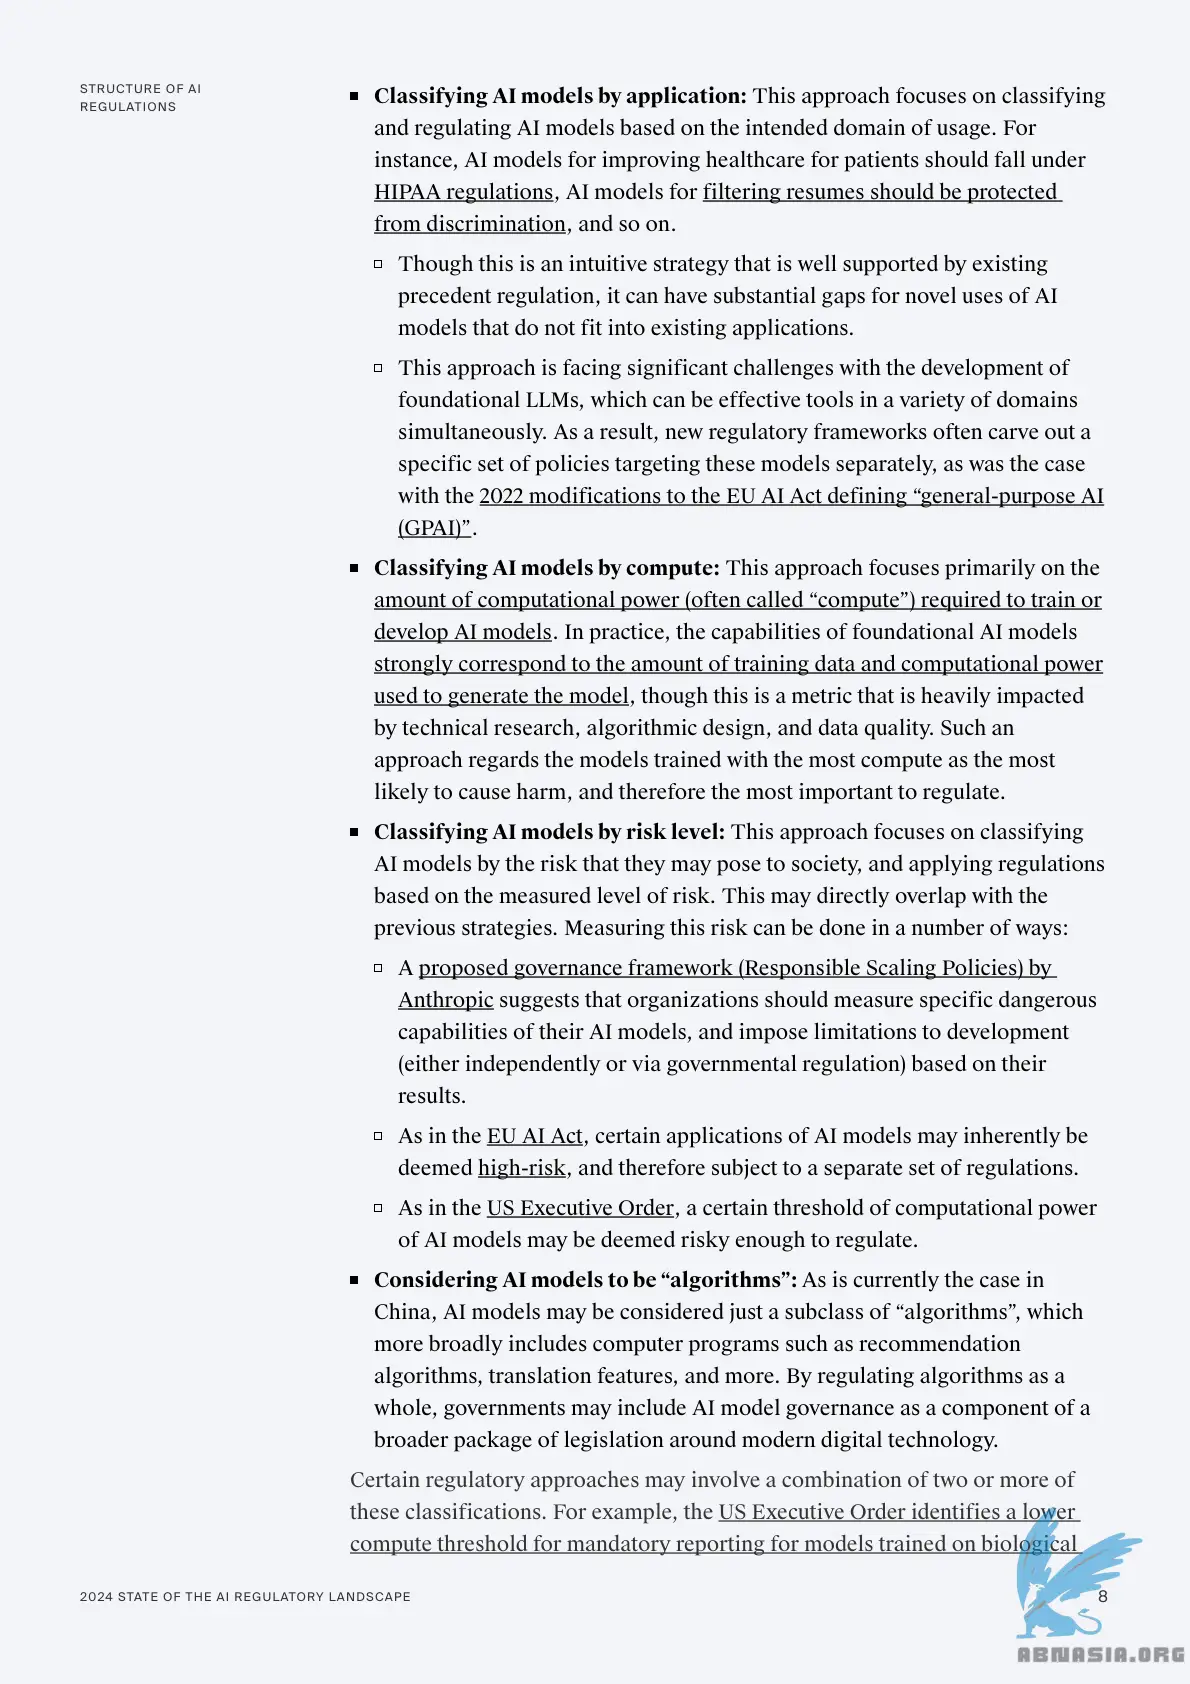 STRUCTURE OF AI
REGULATIONS
■ Classifying AI models by application: This approach focuses on classifying
and regulating AI models based on the intended domain of usage. For
instance, AI models for improving healthcare for patients should fall under
HIPAA regulations, AI models for filtering resumes should be protected
from discrimination, and so on.
□ Though this is an intuitive strategy that is well supported by existing
precedent regulation, it can have substantial gaps for novel uses of AI
models that do not fit into existing applications.
□ This approach is facing significant challenges with the development of
foundational LLMs, which can be effective tools in a variety of domains
simultaneously. As a result, new regulatory frameworks often carve out a
specific set of policies targeting these models separately, as was the case
with the 2022 modifications to the EU AI Act defining “general-purpose AI
(GPAI)”.
■ Classifying AI models by compute: This approach focuses primarily on the
amount of computational power (often called “compute”) required to train or
develop AI models. In practice, the capabilities of foundational AI models
strongly correspond to the amount of training data and computational power
used to generate the model, though this is a metric that is heavily impacted
by technical research, algorithmic design, and data quality. Such an
approach regards the models trained with the most compute as the most
likely to cause harm, and therefore the most important to regulate.
■ Classifying AI models by risk level: This approach focuses on classifying
AI models by the risk that they may pose to society, and applying regulations
based on the measured level of risk. This may directly overlap with the
previous strategies. Measuring this risk can be done in a number of ways:
□ A proposed governance framework (Responsible Scaling Policies) by
Anthropic suggests that organizations should measure specific dangerous
capabilities of their AI models, and impose limitations to development
(either independently or via governmental regulation) based on their
results.
□ As in the EU AI Act, certain applications of AI models may inherently be
deemed high-risk, and therefore subject to a separate set of regulations.
□ As in the US Executive Order, a certain threshold of computational power
of AI models may be deemed risky enough to regulate.
■ Considering AI models to be “algorithms”: As is currently the case in
China, AI models may be considered just a subclass of “algorithms”, which
more broadly includes computer programs such as recommendation
algorithms, translation features, and more. By regulating algorithms as a
whole, governments may include AI model governance as a component of a
broader package of legislation around modern digital technology.
Certain regulatory approaches may involve a combination of two or more of
these classifications. For example, the US Executive Order identifies a lower
compute threshold for mandatory reporting for models trained on biological
2024 STATE OF THE AI REGULATORY LANDSCAPE
8
ABNASIA.ORG